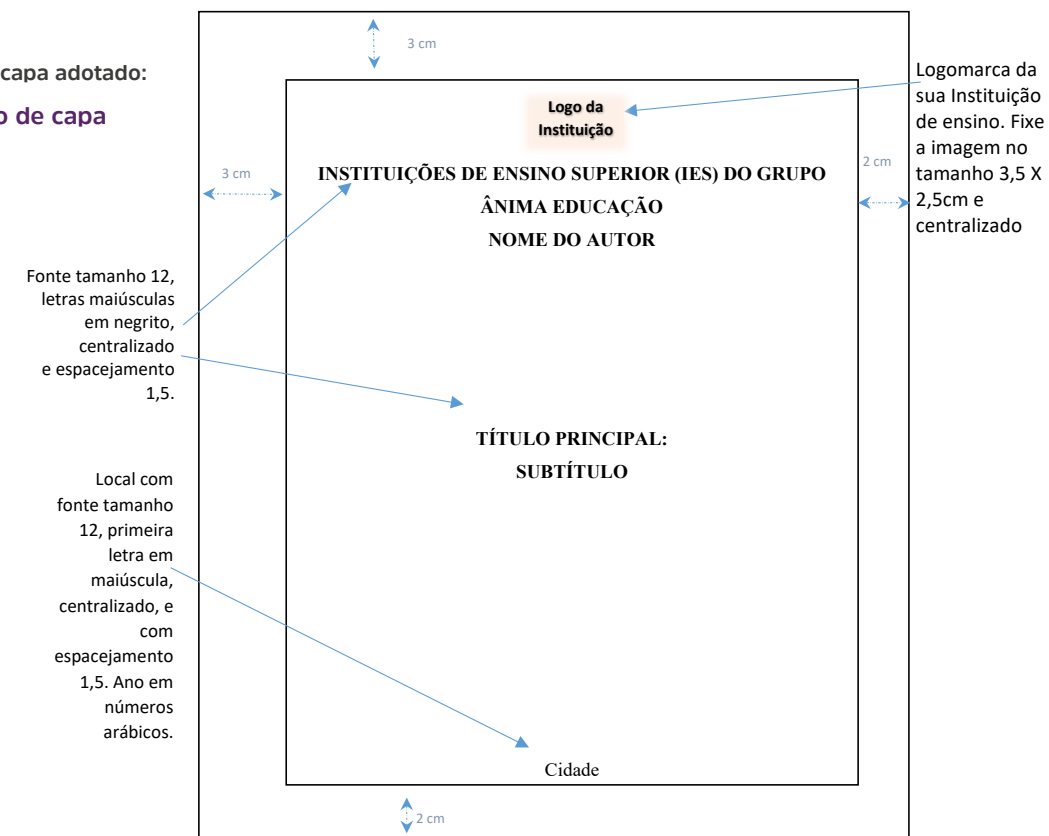 capa adotado:
o de capa
3 cm
Logo da
Instituição
Logomarca da
sua Instituição
de ensino. Fixe
a imagem no
tamanho 3,5 X
2,5cm e
centralizado
3 cm
2 cm
INSTITUIÇÕES DE ENSINO SUPERIOR (IES) DO GRUPO
ÂNIMA EDUCAÇÃO
NOME DO AUTOR
Fonte tamanho 12,
letras maiúsculas
em negrito,
centralizado
e espacejamento
1,5.
TÍTULO PRINCIPAL:
SUBTÍTULO
Local com
fonte tamanho
12, primeira
letra em
maiúscula,
centralizado, e
com
espacejamento
1,5. Ano em
números
arábicos.
Cidade
2 cm